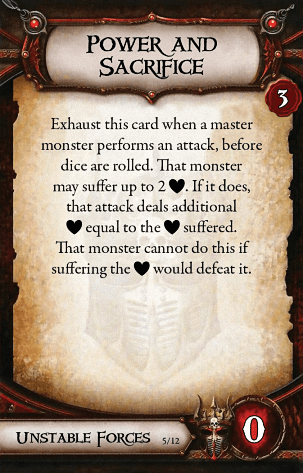 Power and
Sacrifice
3
Exhaust this card when a master
monster performs an attack, before
dice are rolled. That monster
may suffer up to 2 ♥. If it does,
that attack deals additional
♥ equal to the ♥ suffered.
That monster cannot do this if
suffering the ♥ would defeat it.
Unstable Forces 5/12
0